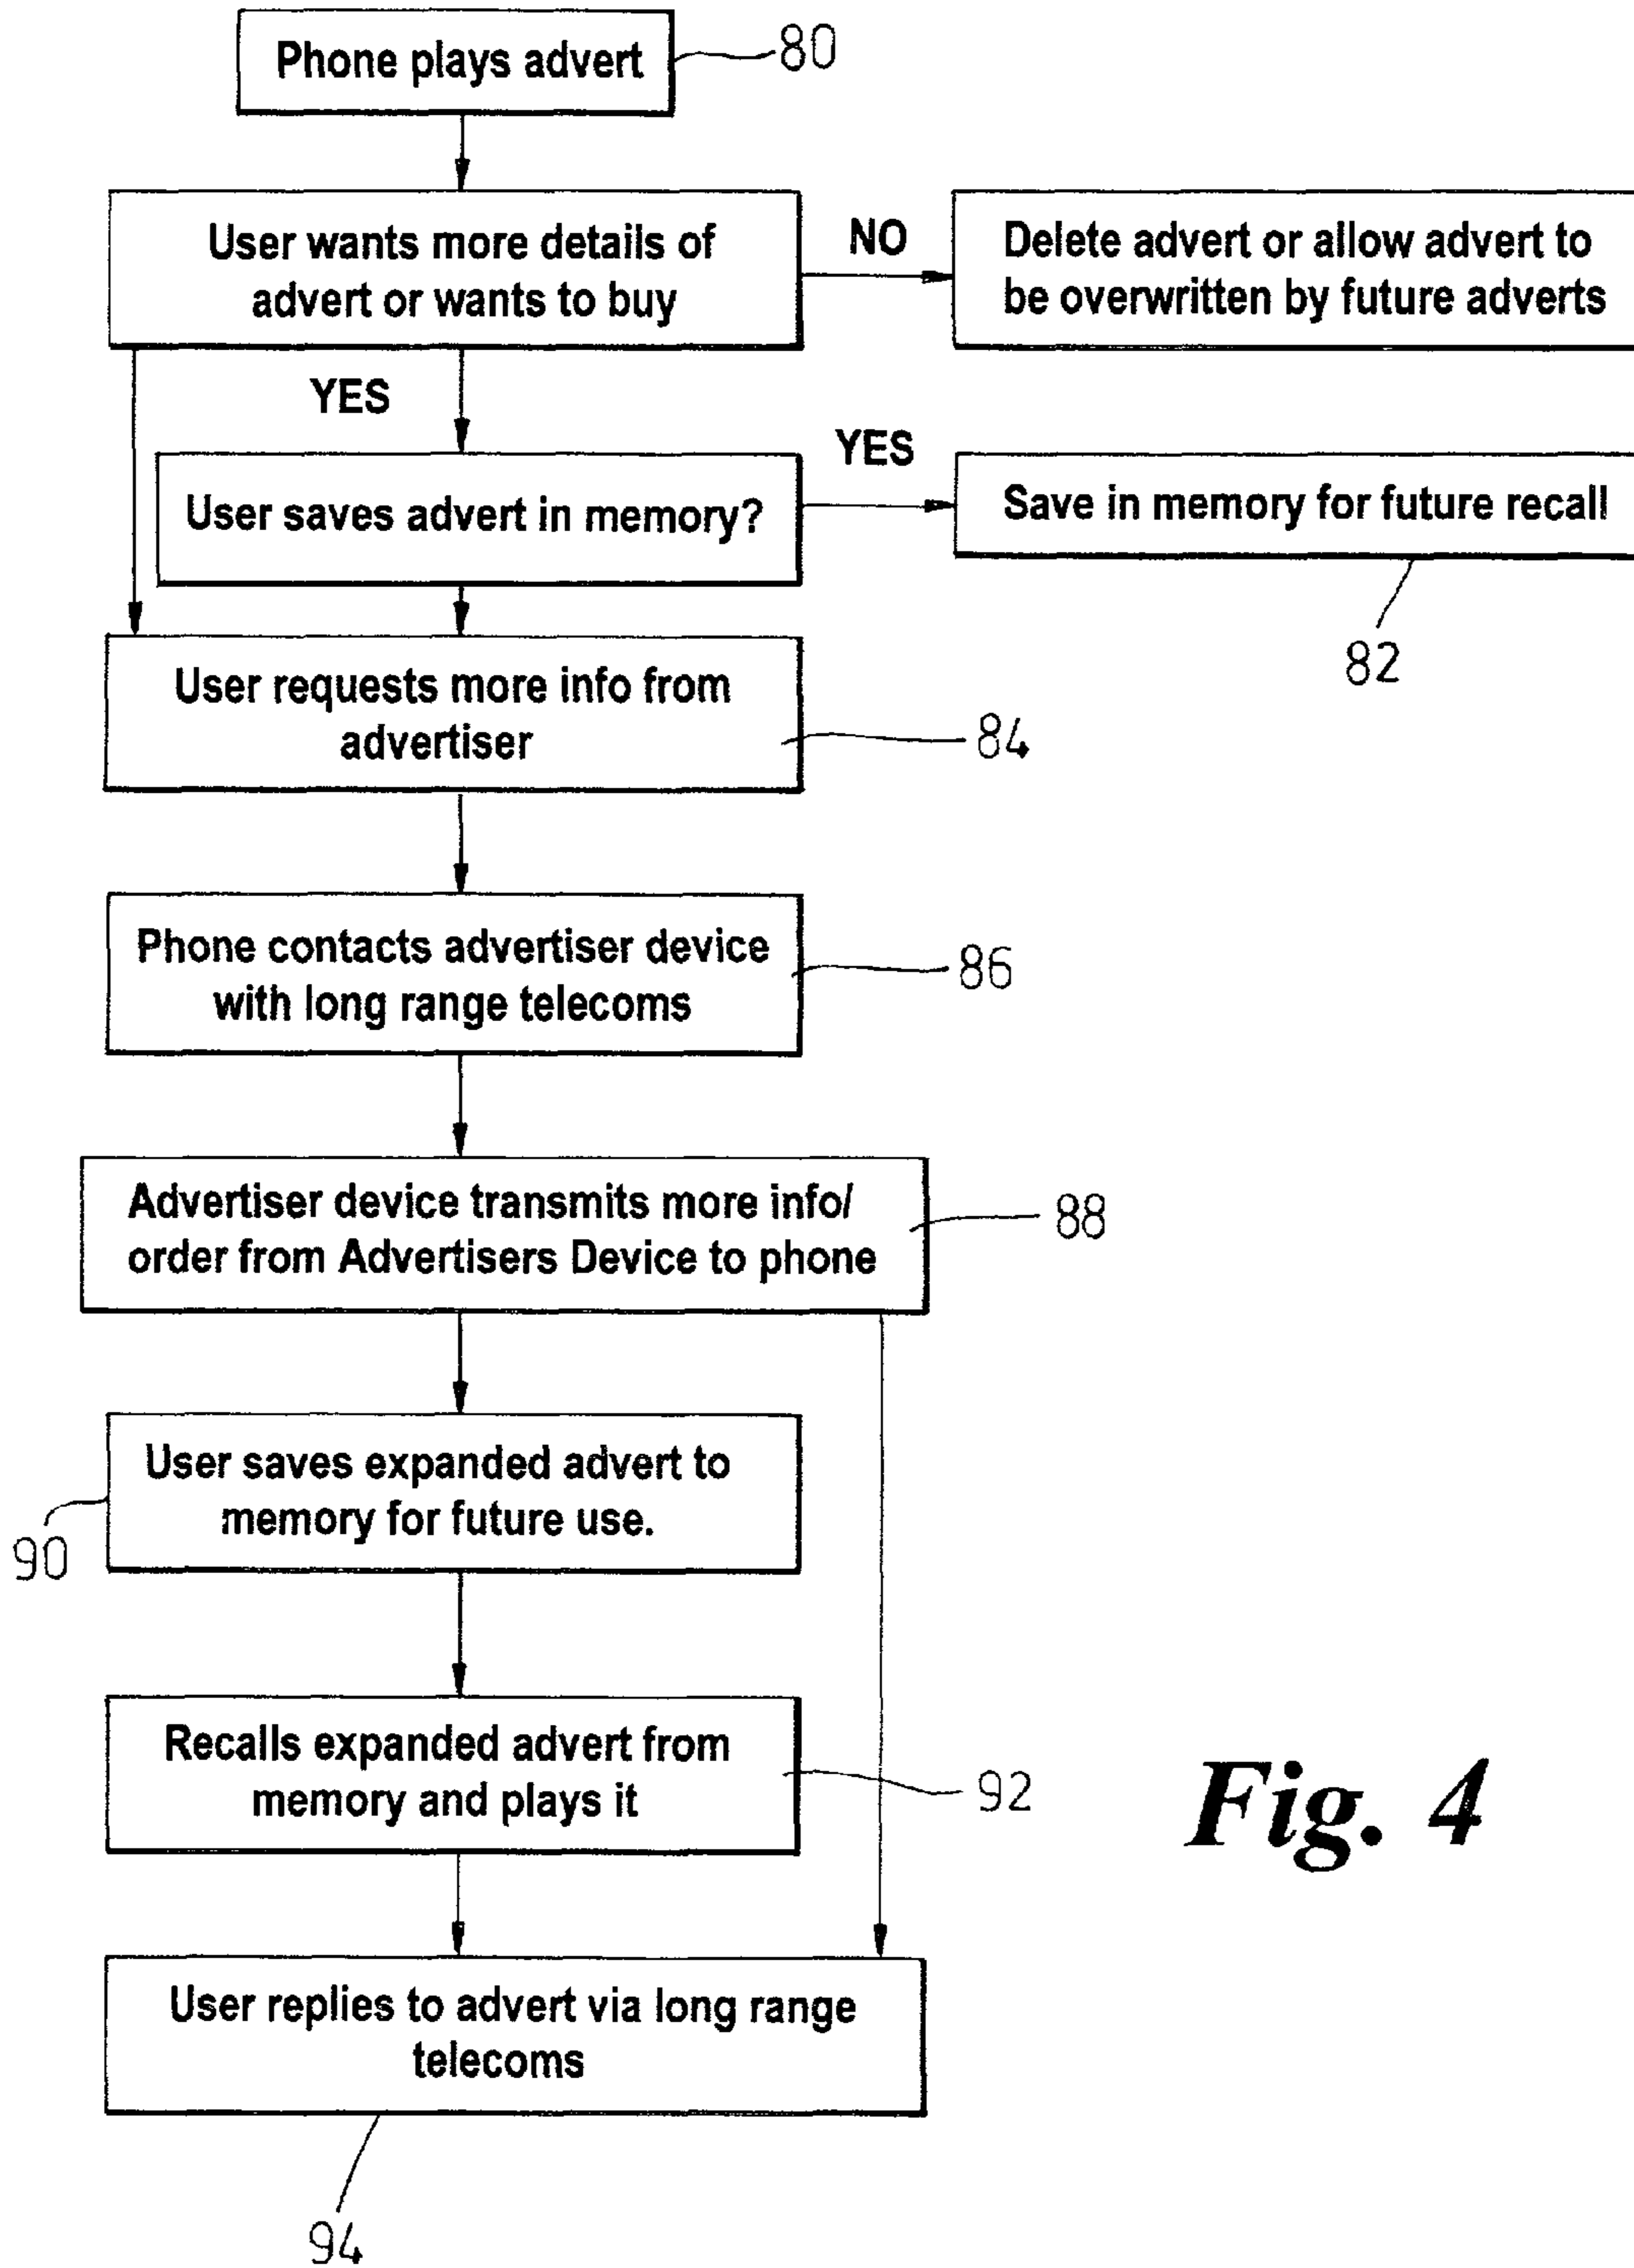 Phone plays advert
80
User wants more details of
advert or wants to buy
NO
Delete advert or allow advert to
be overwritten by future adverts
YES
User saves advert in memory?
YES
Save in memory for future recall
82
User requests more info from
advertiser
84
Phone contacts advertiser device
with long range telecoms
86
Advertiser device transmits more info/
order from Advertisers Device to phone
88
User saves expanded advert to
memory for future use.
90
Recalls expanded advert from
memory and plays it
92
Fig. 4
User replies to advert via long range
telecoms
94